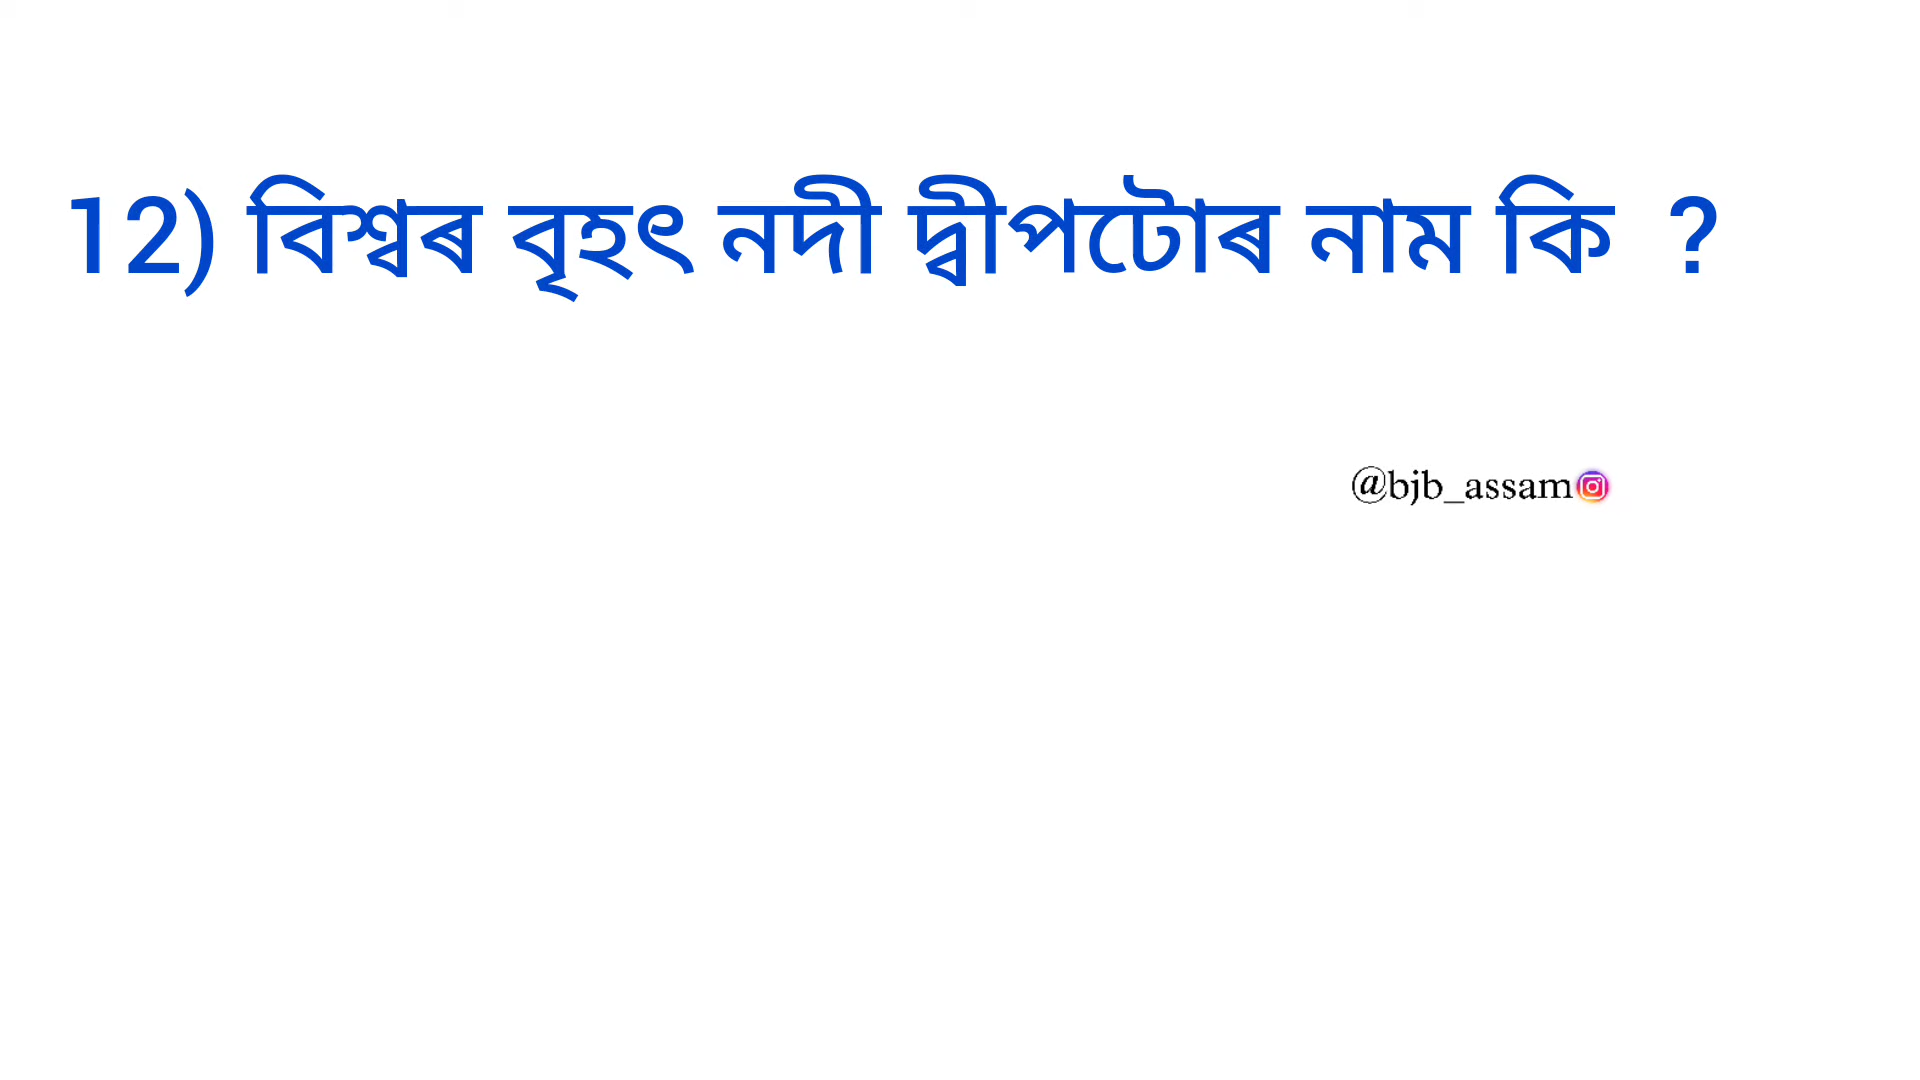 12) বিশ্বৰ বৃহৎ নদী দ্বীপটোৰ নাম কি ?
@bjb_assam